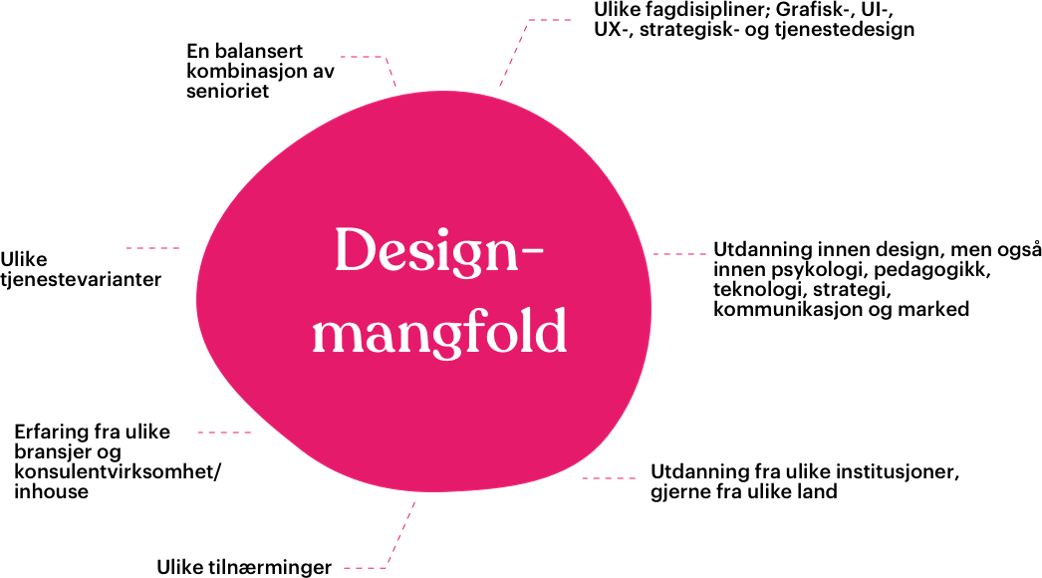 Ulike fagdisipliner; Grafisk-, UI-,
UX-, strategisk- og tjenestedesign
En balansert
kombinasjon av
senioriet
Design-
mangfold
Utdanning innen design, men også
innen psykologi, pedagogikk,
teknologi, strategi,
kommunikasjon og marked
Ulike
tjenestevarianter
Erfaring fra ulike
bransjer og
konsulentvirksomhet/
inhouse
Utdanning fra ulike institusjoner,
gjerne fra ulike land
Ulike tilnærminger